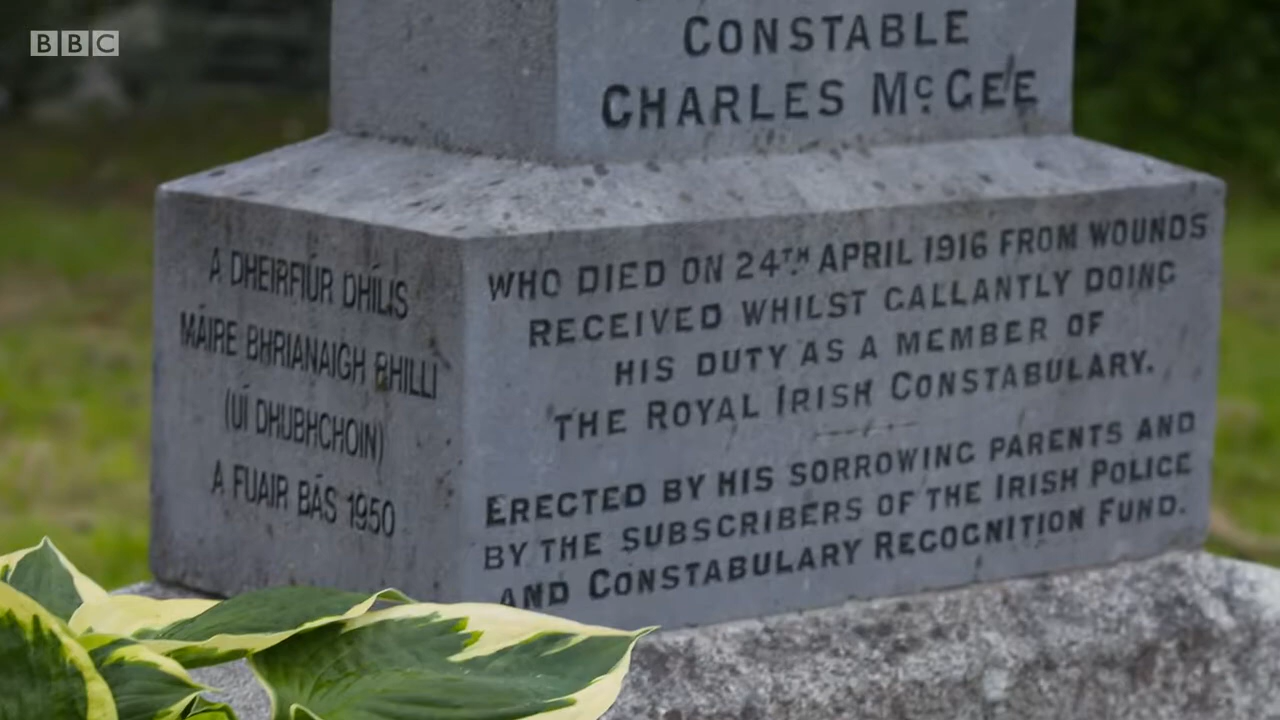 BBC
CONSTABLE
CHARLES McGEE
WHO DIED ON 24TH APRIL 1916 FROM WOUNDS
RECEIVED WHILST GALLANTLY DOING
HIS DUTY AS A MEMBER OF
THE ROYAL IRISH CONSTABULARY.
ERECTED BY HIS SORROWING PARENTS AND
BY THE SUBSCRIBERS OF THE IRISH POLICE
AND CONSTABULARY RECOGNITION FUND.
A DHEIRFIÚR DHÍLIS
MÁIRE BHRIANAIGH BHILLI
(UÍ DHUBHCHOIN)
A FUAIR BÁS 1950